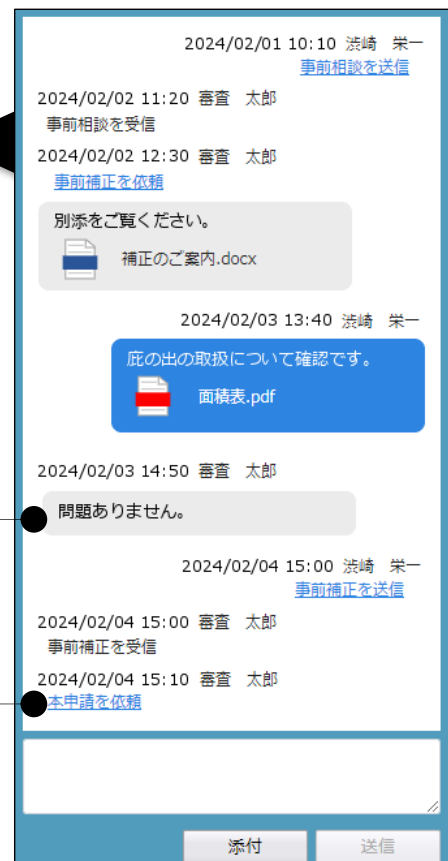 2024/02/01 10:10 渋崎 栄一
事前相談を送信
2024/02/02 11:20 審査 太郎
事前相談を受信
2024/02/02 12:30 審査 太郎
事前補正を依頼
別添をご覧ください。
補正のご案内.docx
2024/02/03 13:40 渋崎 栄一
庇の出の取扱について確認です。
面積表.pdf
2024/02/03 14:50 審査 太郎
問題ありません。
2024/02/04 15:00 渋崎 栄一
事前補正を送信
2024/02/04 15:00 審査 太郎
事前補正を受信
2024/02/04 15:10 審査 太郎
本申請を依頼
添付 送信